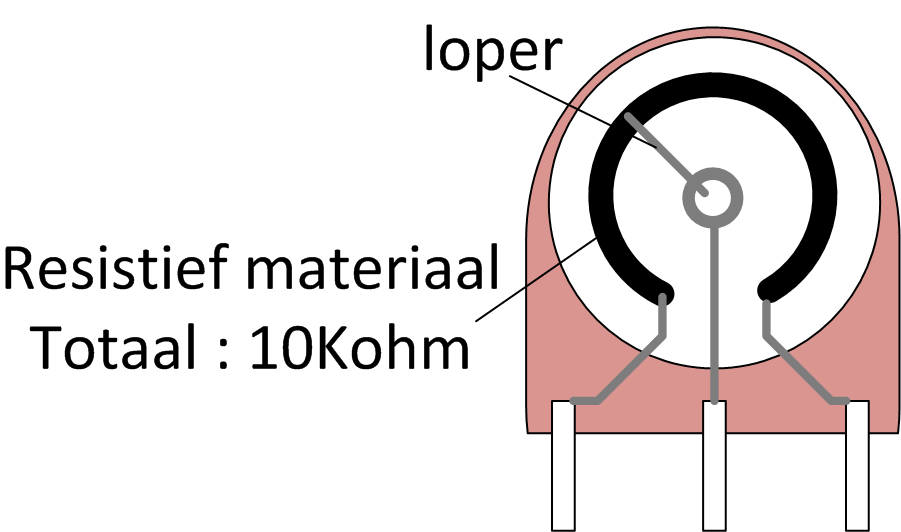 loper
Resistief materiaal
Totaal : 10Kohm